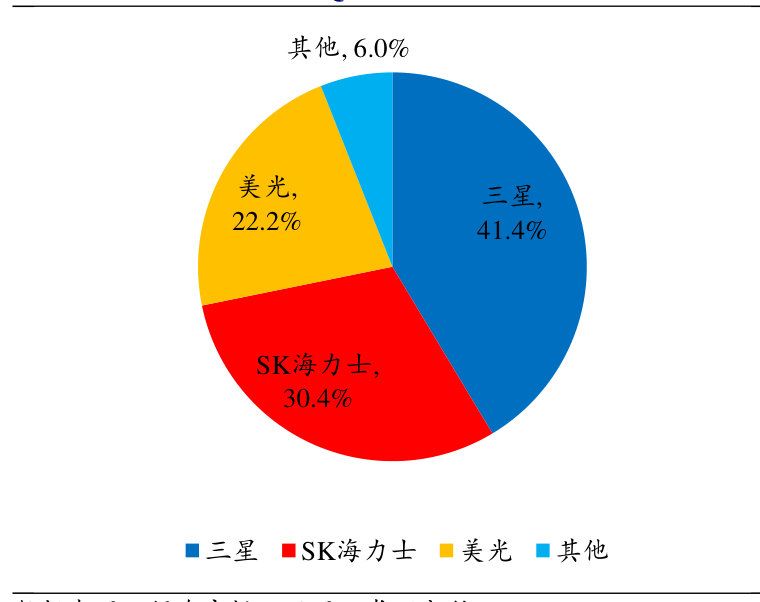 其他, 6.0%
美光,
22.2%
三星,
41.4%
SK海力士,
30.4%
三星 SK海力士 美光 其他